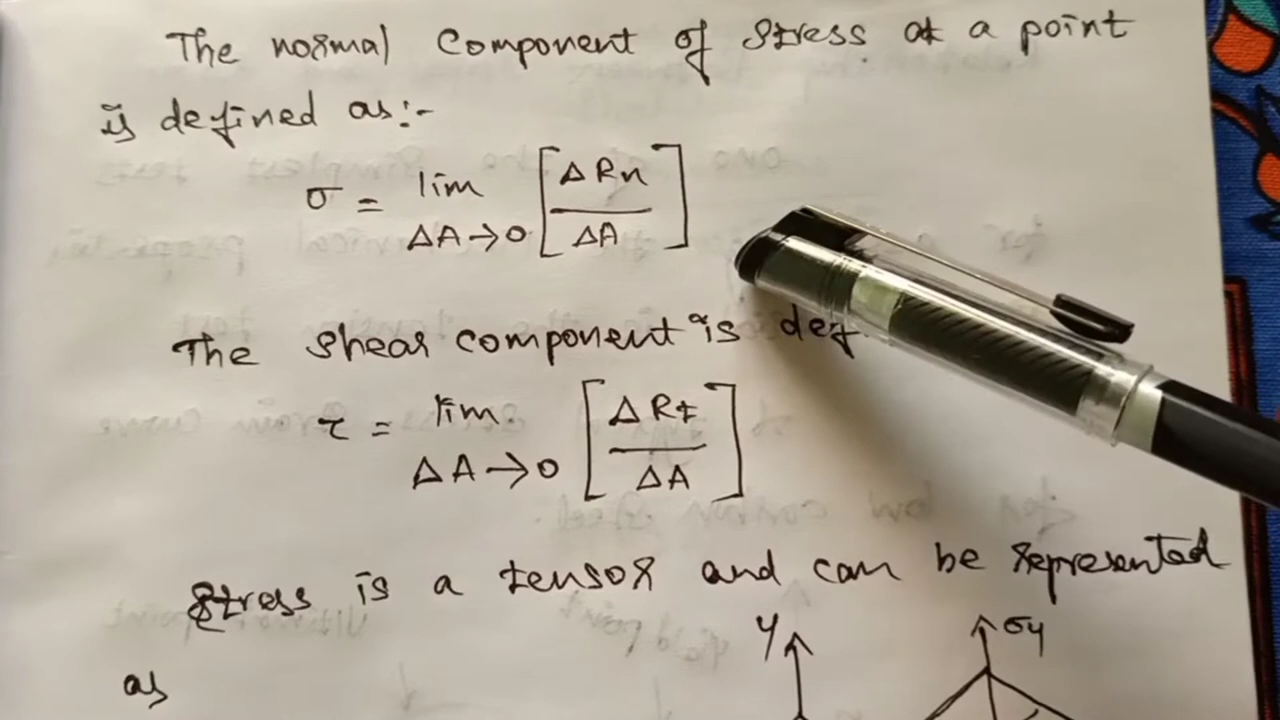 The normal component of stress at a point
is defined as:-
σ = lim ΔA→0 [ΔRn / ΔA]
The shear component is def
τ = lim. ΔA→0 [ΔRt / ΔA]
Stress is a tensor and can be represented
as
y
σy